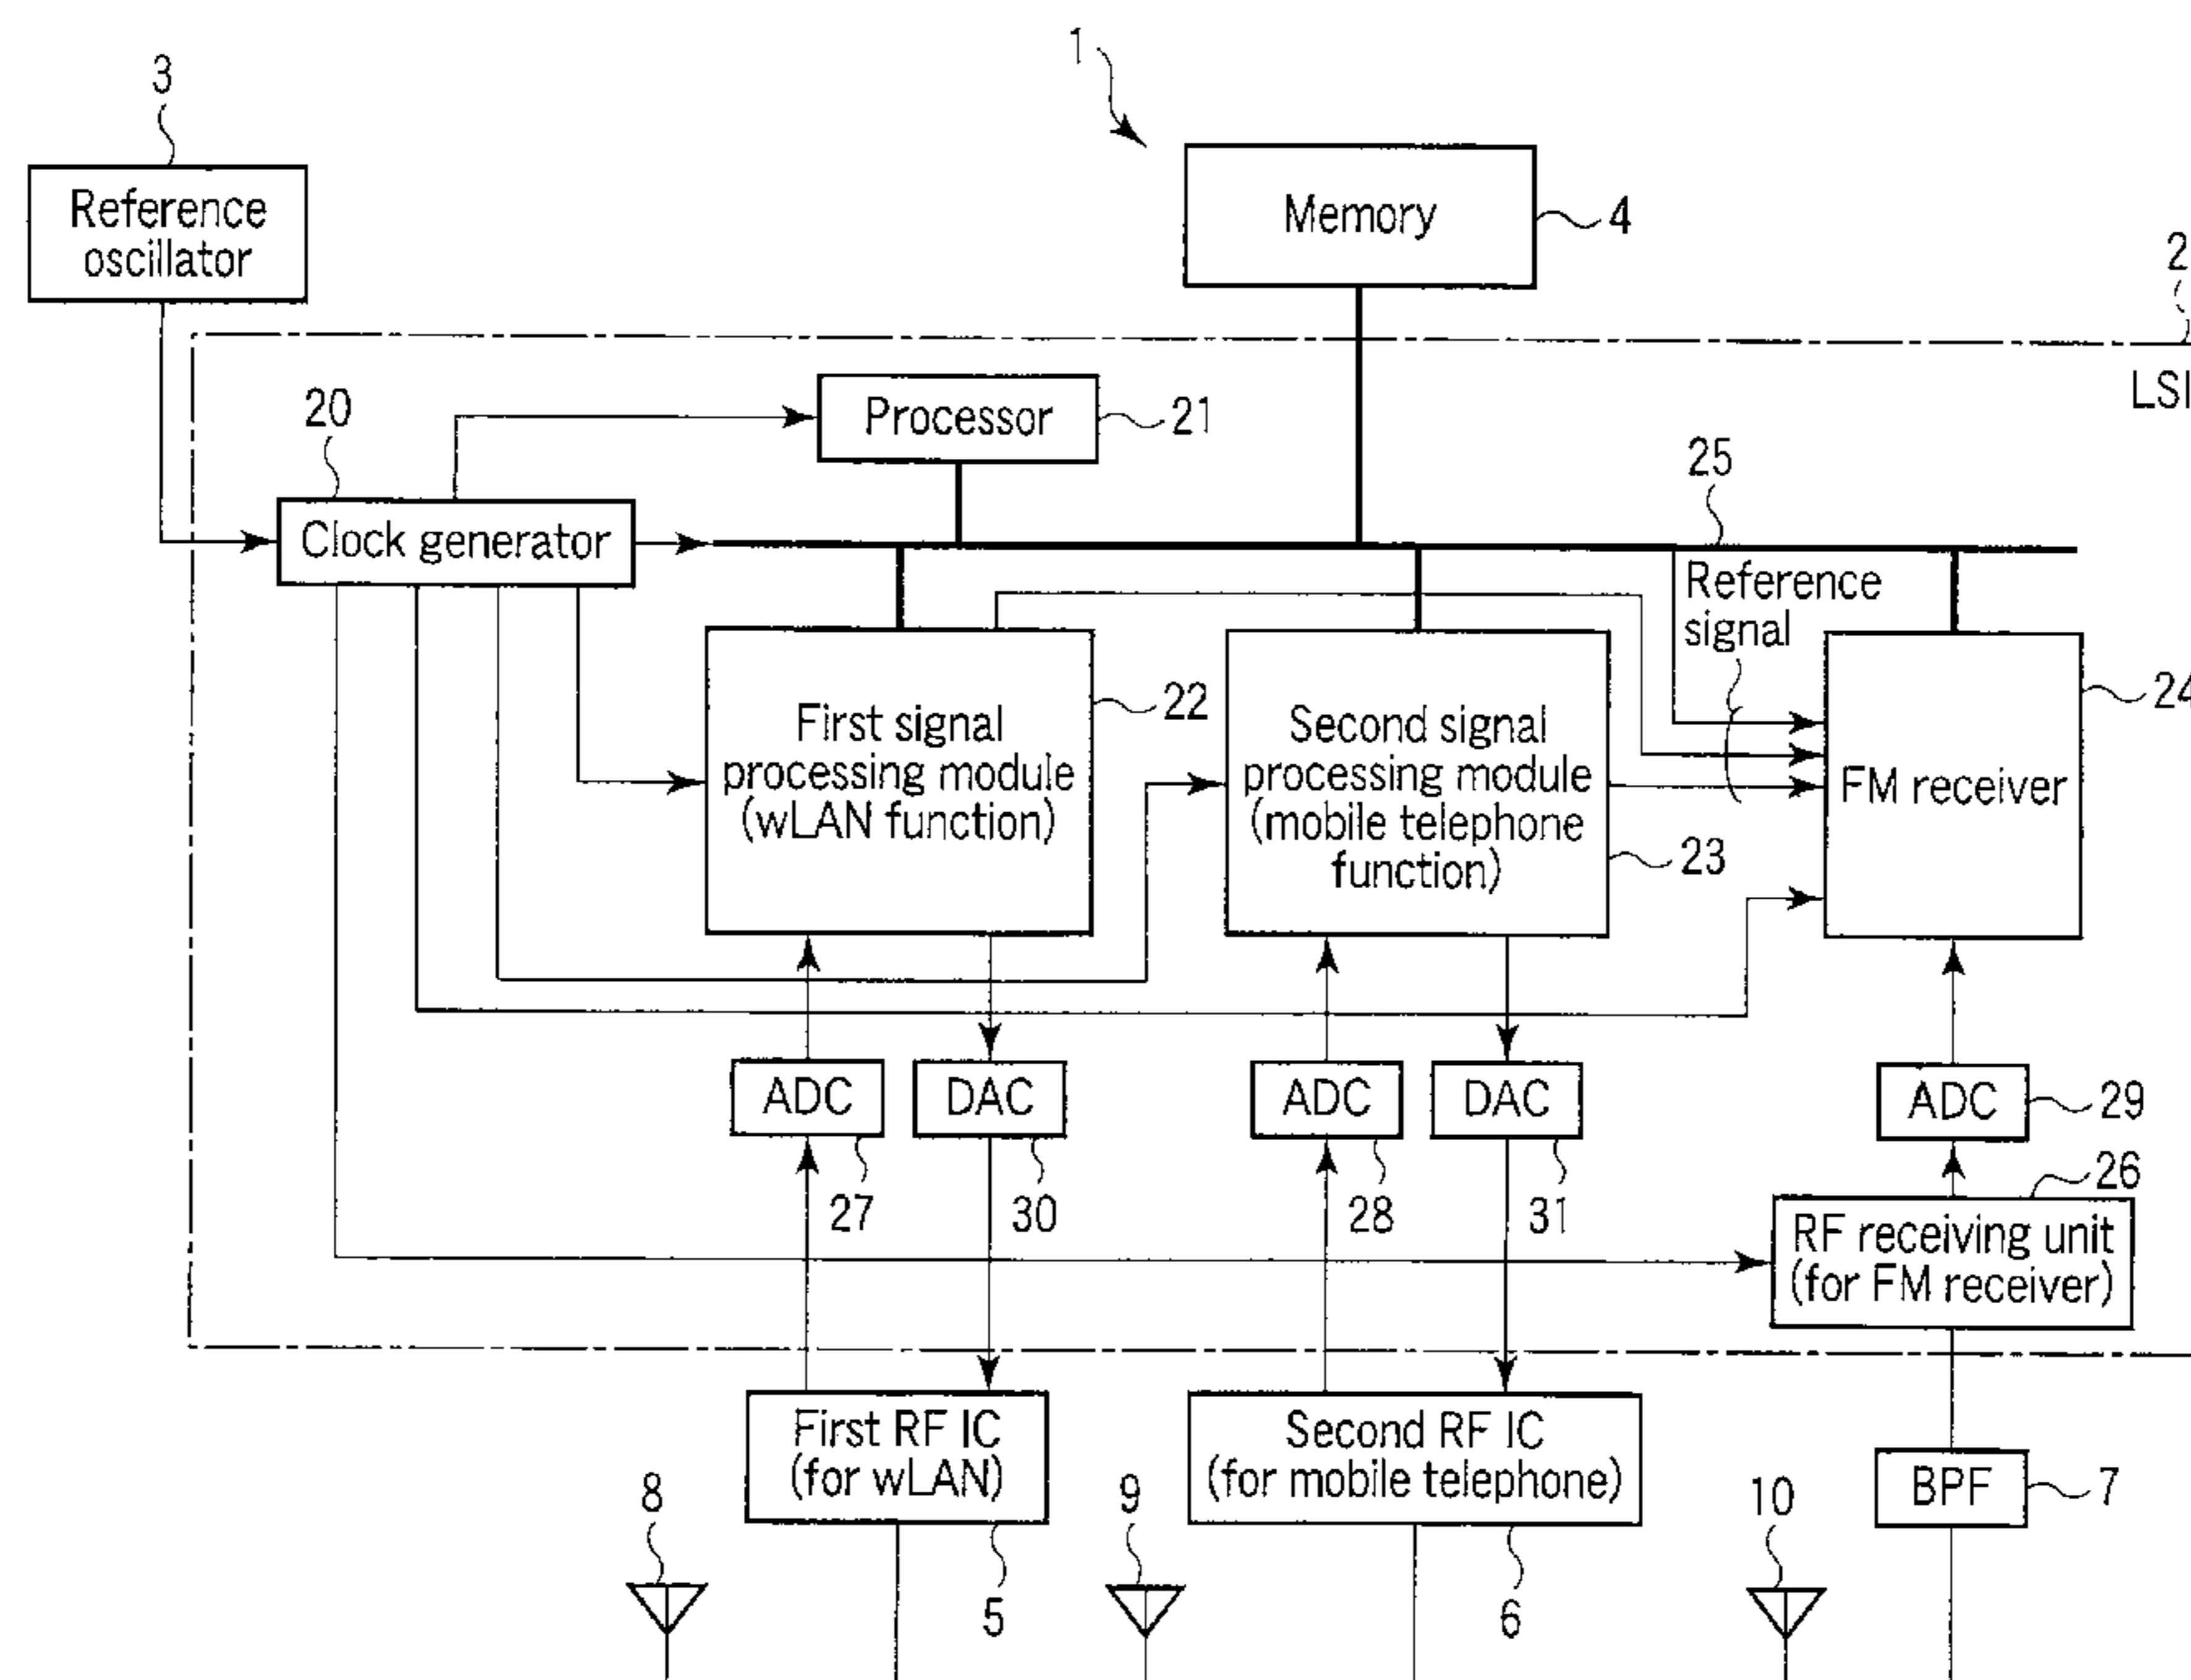 1
3
Reference
oscillator
Memory
4
2
LSI
20
Processor
21
25
Clock generator
Reference
signal
First signal
processing module
(wLAN function)
22
Second signal
processing module
(mobile telephone
function)
23
FM receiver
24
ADC
DAC
ADC
DAC
ADC
29
27
30
28
31
26
RF receiving unit
(for FM receiver)
First RF IC
(for wLAN)
Second RF IC
(for mobile telephone)
BPF
7
8
5
9
6
10